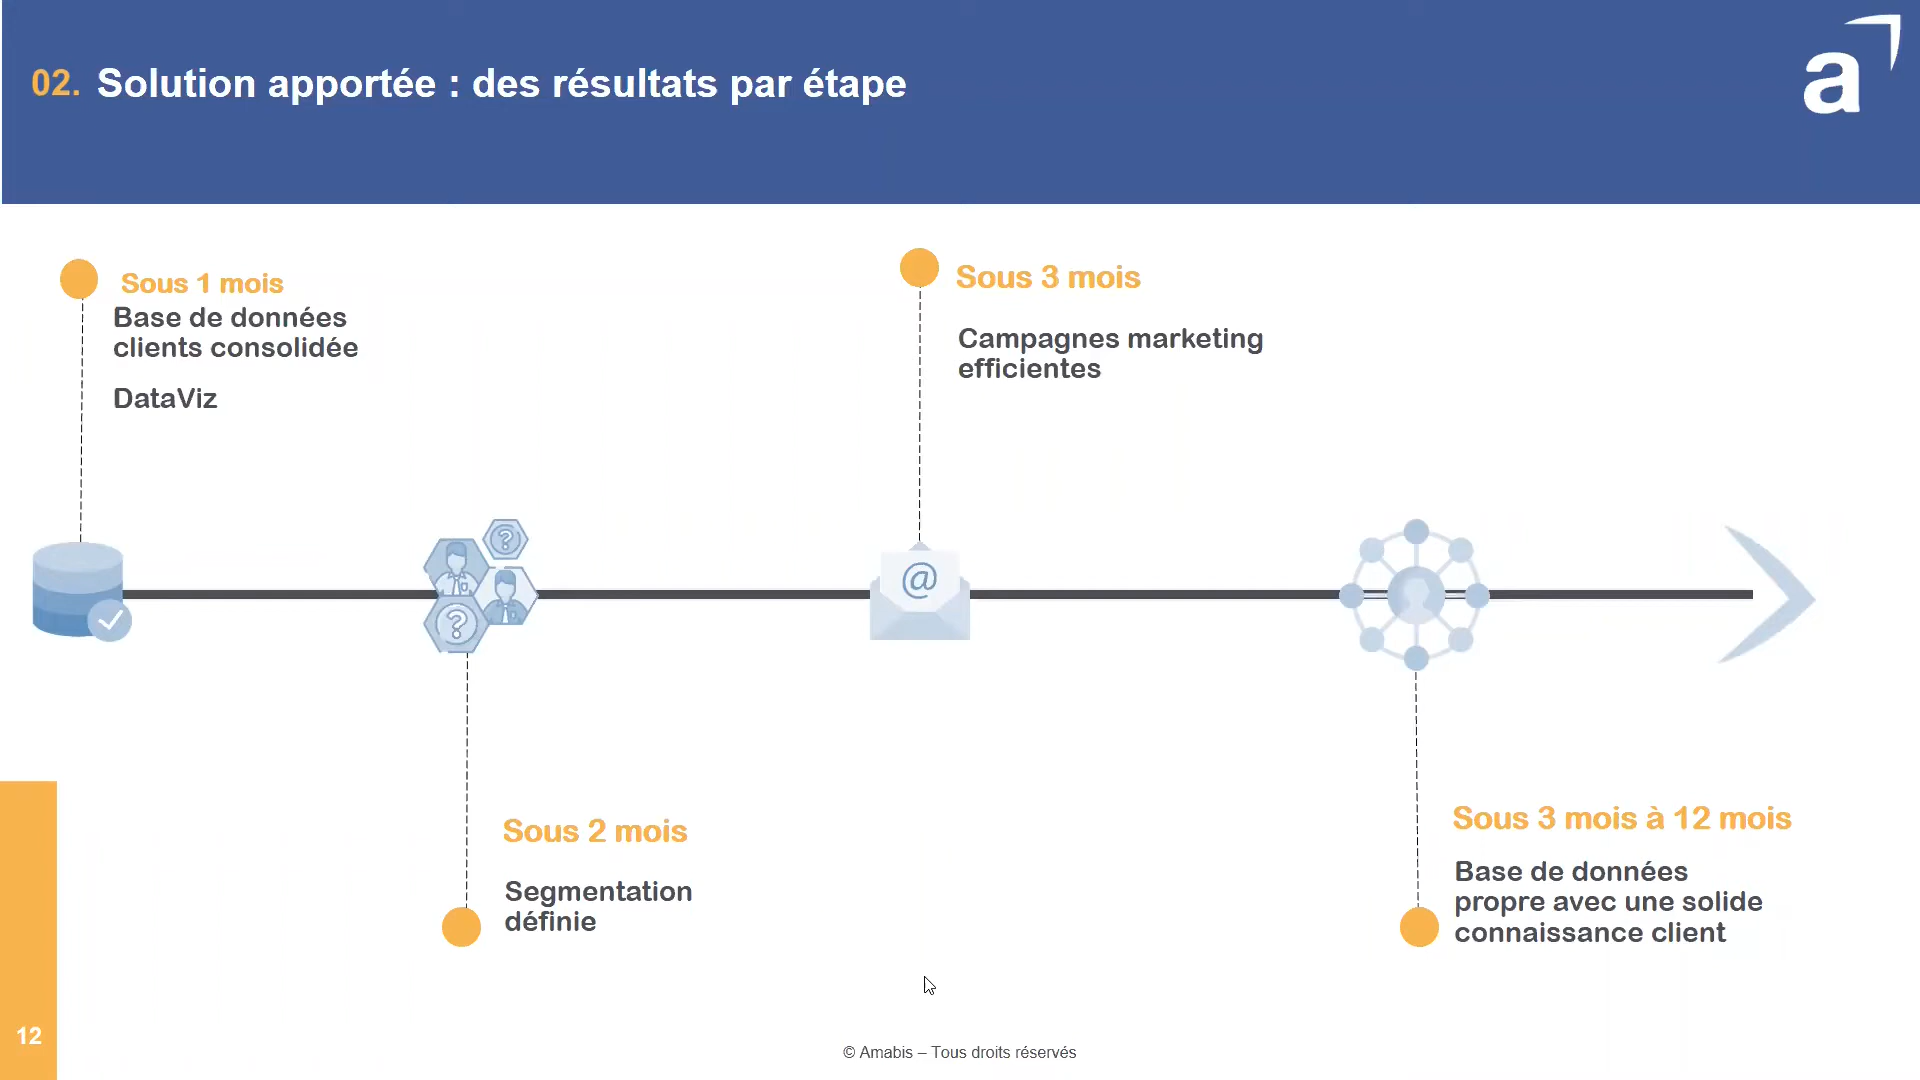 02. Solution apportée : des résultats par étape
a
Sous 1 mois
Base de données
clients consolidée
DataViz
Sous 3 mois
Campagnes marketing
efficientes
?
?
@
Sous 2 mois
Segmentation
définie
Sous 3 mois à 12 mois
Base de données
propre avec une solide
connaissance client
12
© Amabis – Tous droits réservés